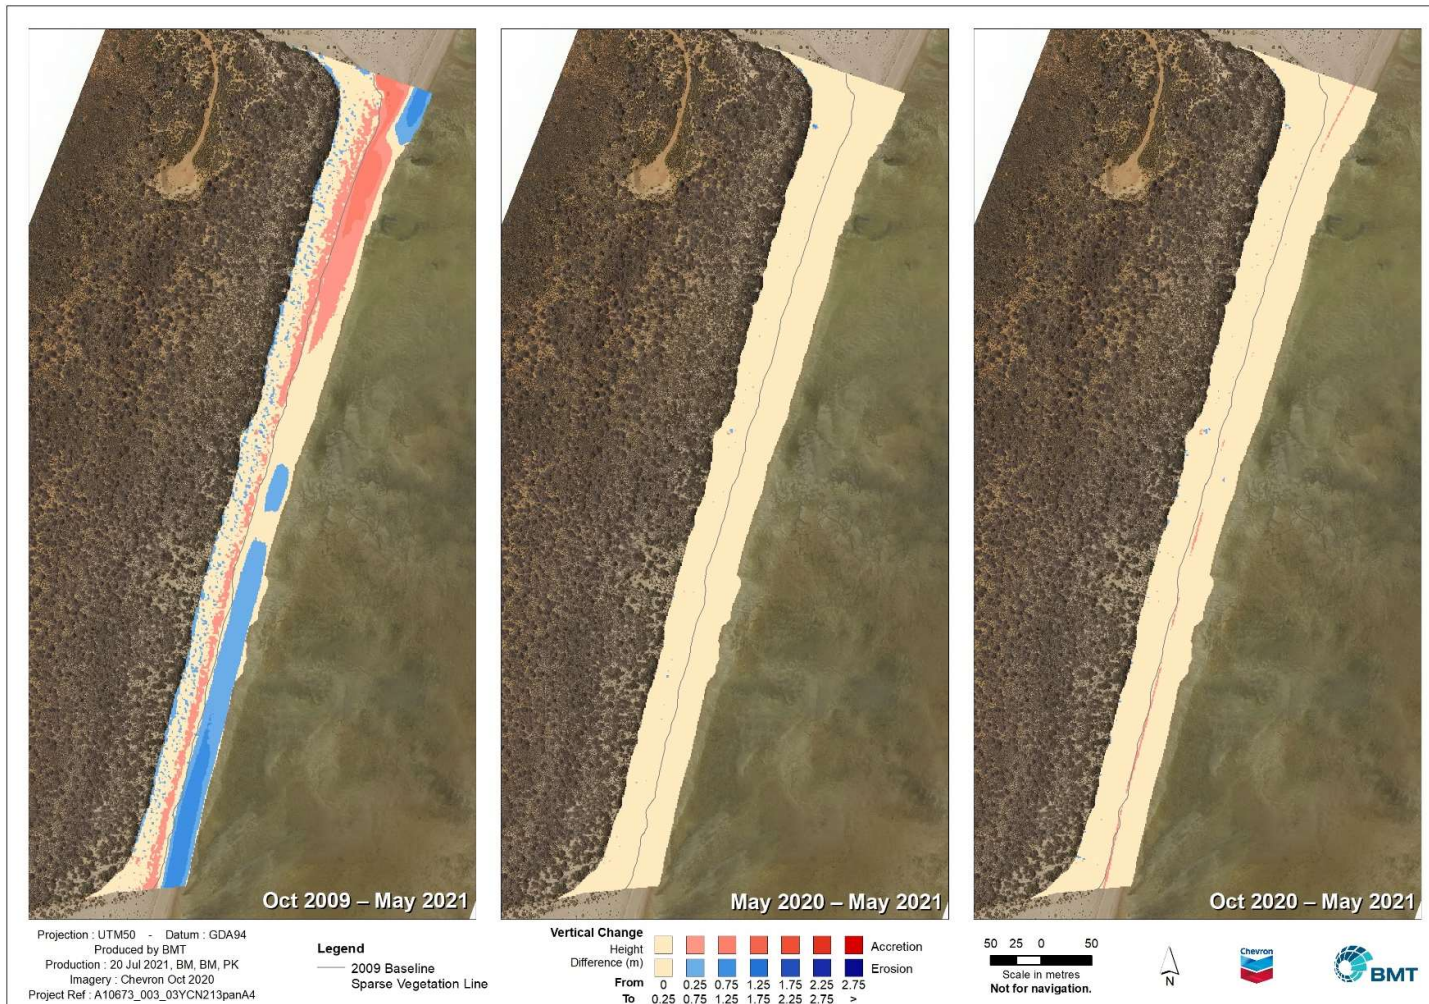 Oct 2009 – May 2021
May 2020 – May 2021
Oct 2020 – May 2021
Projection : UTM50 - Datum : GDA94
Produced by BMT
Production : 20 Jul 2021, BM, BM, PK
Imagery : Chevron Oct 2020
Project Ref : A10673_003_03YCN213panA4
Legend
2009 Baseline
Sparse Vegetation Line
Vertical Change
Height
Difference (m)
Accretion
Erosion
From 0 0.25 0.75 1.25 1.75 2.25 2.75
To 0.25 0.75 1.25 1.75 2.25 2.75 >
50 25 0 50
Scale in metres
Not for navigation.
N
Chevron
BMT